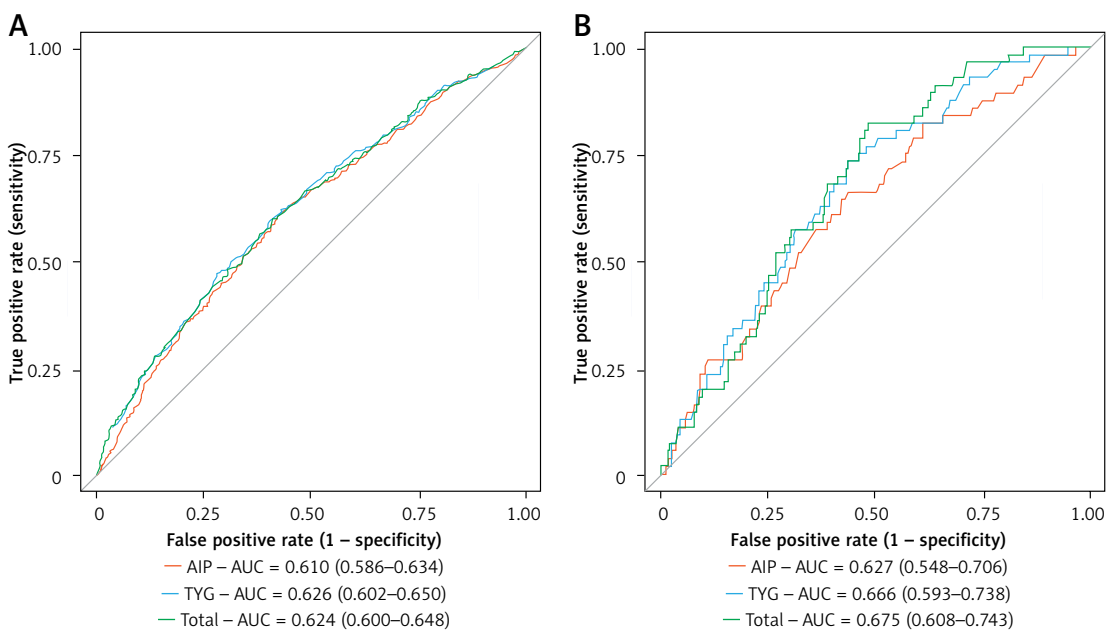 A
True positive rate (sensitivity)
1.00
0.75
0.50
0.25
0
0 0.25 0.50 0.75 1.00
False positive rate (1 – specificity)
AIP – AUC = 0.610 (0.586–0.634)
TYG – AUC = 0.626 (0.602–0.650)
Total – AUC = 0.624 (0.600–0.648)
B
True positive rate (sensitivity)
1.00
0.75
0.50
0.25
0
0 0.25 0.50 0.75 1.00
False positive rate (1 – specificity)
AIP – AUC = 0.627 (0.548–0.706)
TYG – AUC = 0.666 (0.593–0.738)
Total – AUC = 0.675 (0.608–0.743)